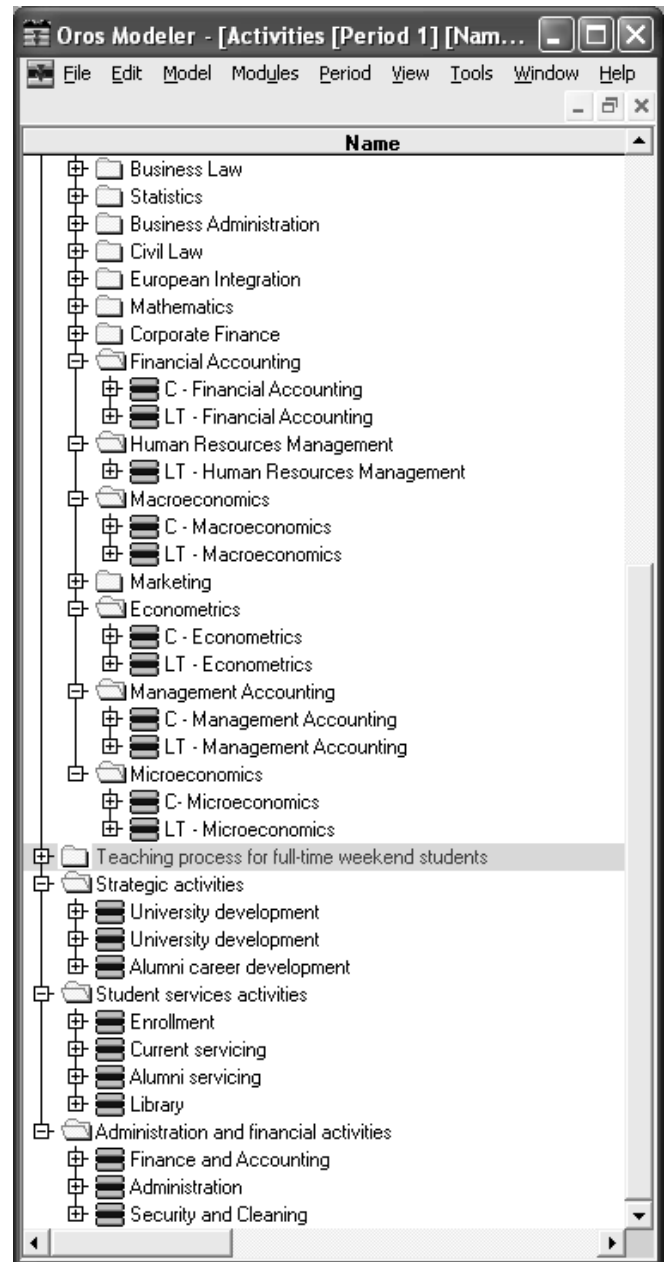 Oros Modeler - [Activities [Period 1] [Nam...
File Edit Model Modules Period View Tools Window Help
Name
Business Law
Statistics
Business Administration
Civil Law
European Integration
Mathematics
Corporate Finance
Financial Accounting
C - Financial Accounting
LT - Financial Accounting
Human Resources Management
LT - Human Resources Management
Macroeconomics
C - Macroeconomics
LT - Macroeconomics
Marketing
Econometrics
C - Econometrics
LT - Econometrics
Management Accounting
C - Management Accounting
LT - Management Accounting
Microeconomics
C- Microeconomics
LT - Microeconomics
Teaching process for full-time weekend students
Strategic activities
University development
University development
Alumni career development
Student services activities
Enrollment
Current servicing
Alumni servicing
Library
Administration and financial activities
Finance and Accounting
Administration
Security and Cleaning